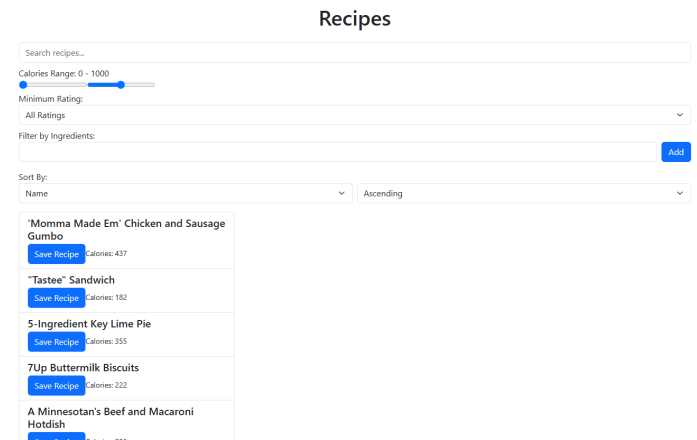 Recipes
Search recipes...
Calories Range: 0 - 1000
Minimum Rating:
All Ratings
Filter by Ingredients:
Add
Sort By:
Name
Ascending
'Momma Made Em' Chicken and Sausage
Gumbo
Save Recipe Calories: 437
"Tastee" Sandwich
Save Recipe Calories: 182
5-Ingredient Key Lime Pie
Save Recipe Calories: 355
7Up Buttermilk Biscuits
Save Recipe Calories: 222
A Minnesotan's Beef and Macaroni
Hotdish